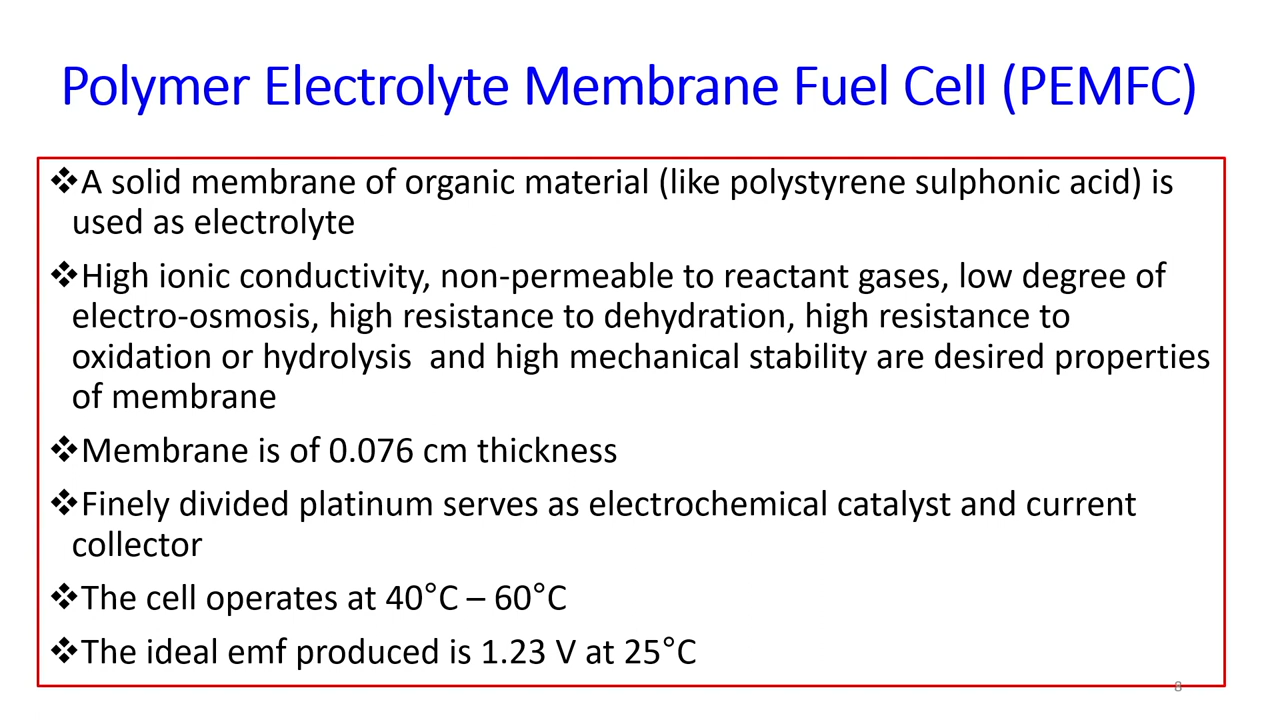 Polymer Electrolyte Membrane Fuel Cell (PEMFC)
❖A solid membrane of organic material (like polystyrene sulphonic acid) is
used as electrolyte
❖High ionic conductivity, non-permeable to reactant gases, low degree of
electro-osmosis, high resistance to dehydration, high resistance to
oxidation or hydrolysis  and high mechanical stability are desired properties
of membrane
❖Membrane is of 0.076 cm thickness
❖Finely divided platinum serves as electrochemical catalyst and current
collector
❖The cell operates at 40°C – 60°C
❖The ideal emf produced is 1.23 V at 25°C
8